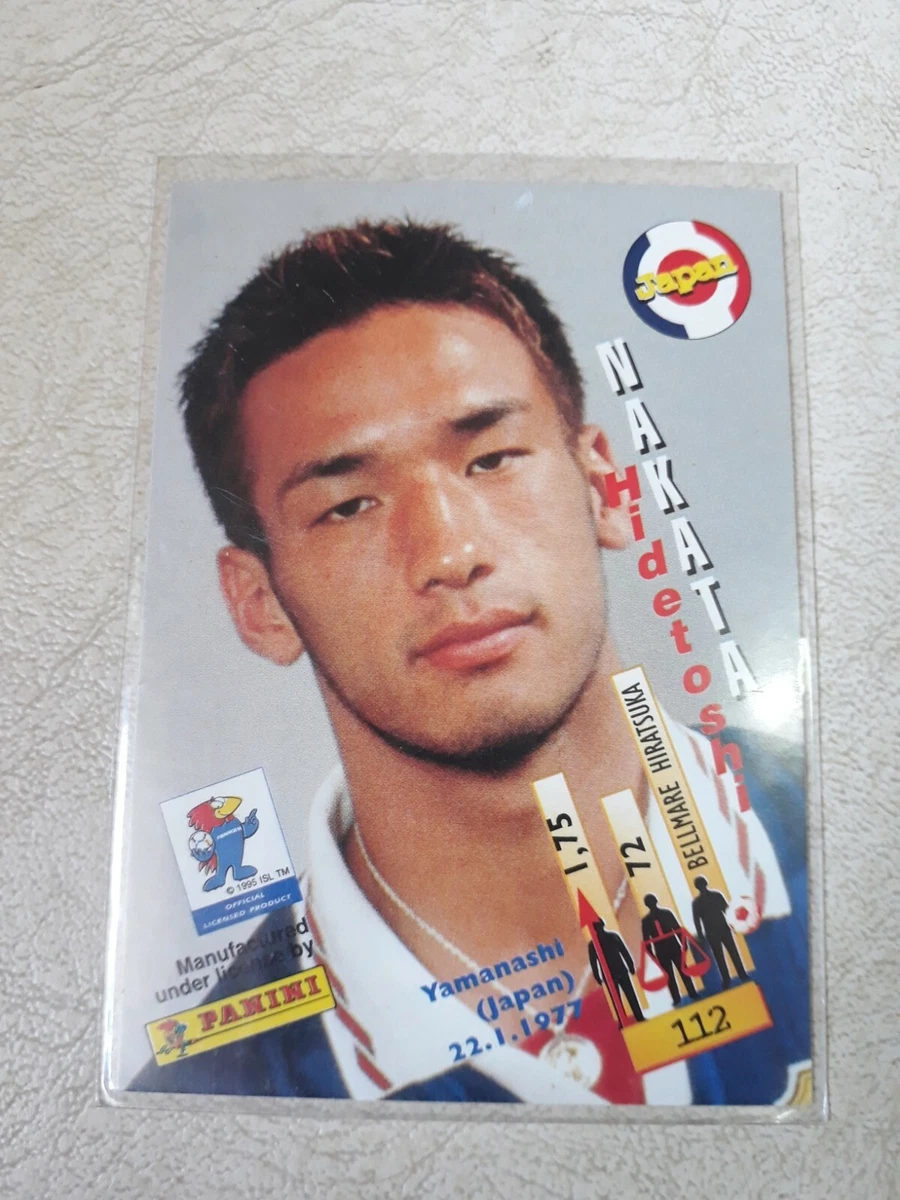 Japan
NAKATA
Hidetoshi
BELLMARE HIRATSUKA
1,75
72
© 1995 ISL TM
OFFICIAL
LICENSED PRODUCT
Manufactured
under license by
PANINI
Yamanashi
(Japan)
22.1.1977
112